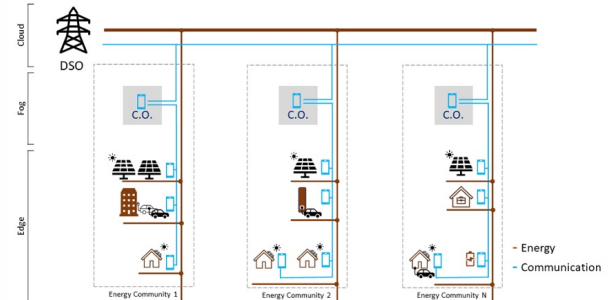 Cloud
DSO
Fog
C.O.
C.O.
C.O.
Edge
Energy
Communication
Energy Community 1
Energy Community 2
Energy Community N